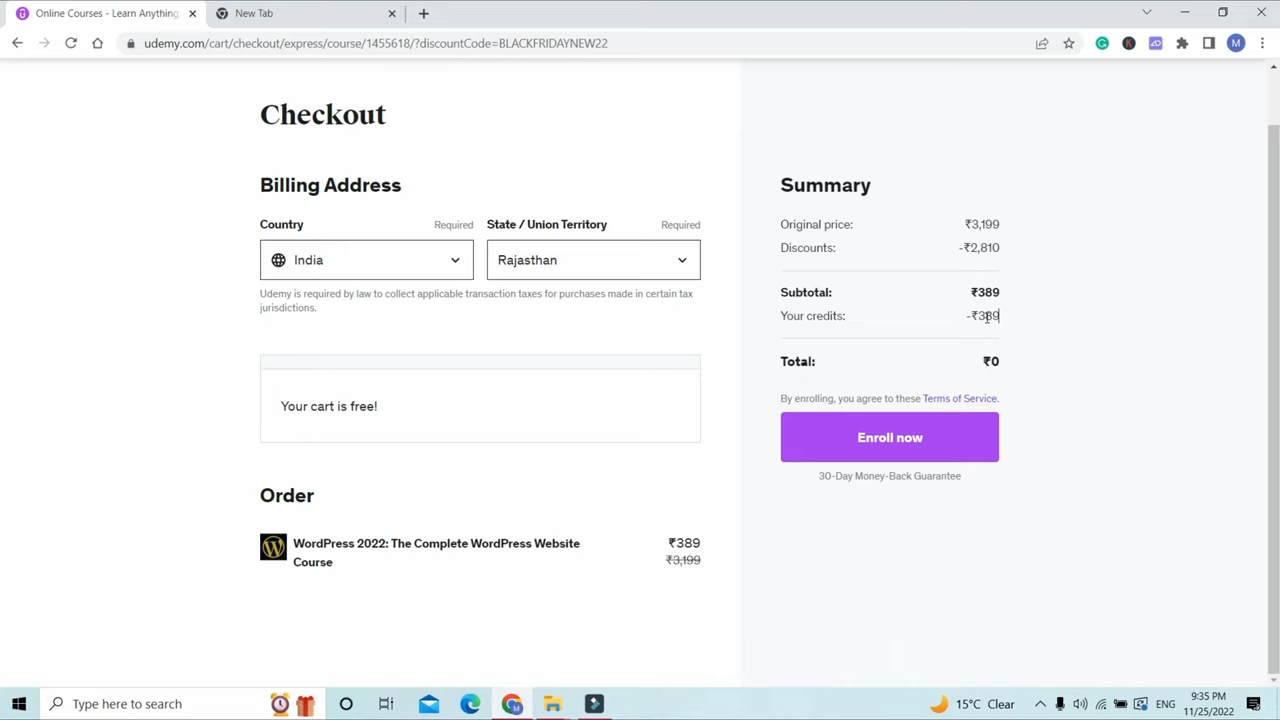 Online Courses - Learn Anything,
New Tab
udemy.com/cart/checkout/express/course/1455618/?discountCode=BLACKFRIDAYNEW22
M
Checkout
Billing Address
Country Required
State / Union Territory Required
India
Rajasthan
Udemy is required by law to collect applicable transaction taxes for purchases made in certain tax
jurisdictions.
Your cart is free!
Order
WordPress 2022: The Complete WordPress Website
Course
₹389
₹3,199
Summary
Original price: ₹3,199
Discounts: -₹2,810
Subtotal: ₹389
Your credits: -₹389
Total: ₹0
By enrolling, you agree to these Terms of Service.
Enroll now
30-Day Money-Back Guarantee
Type here to search
15°C Clear
ENG
9:35 PM
11/25/2022